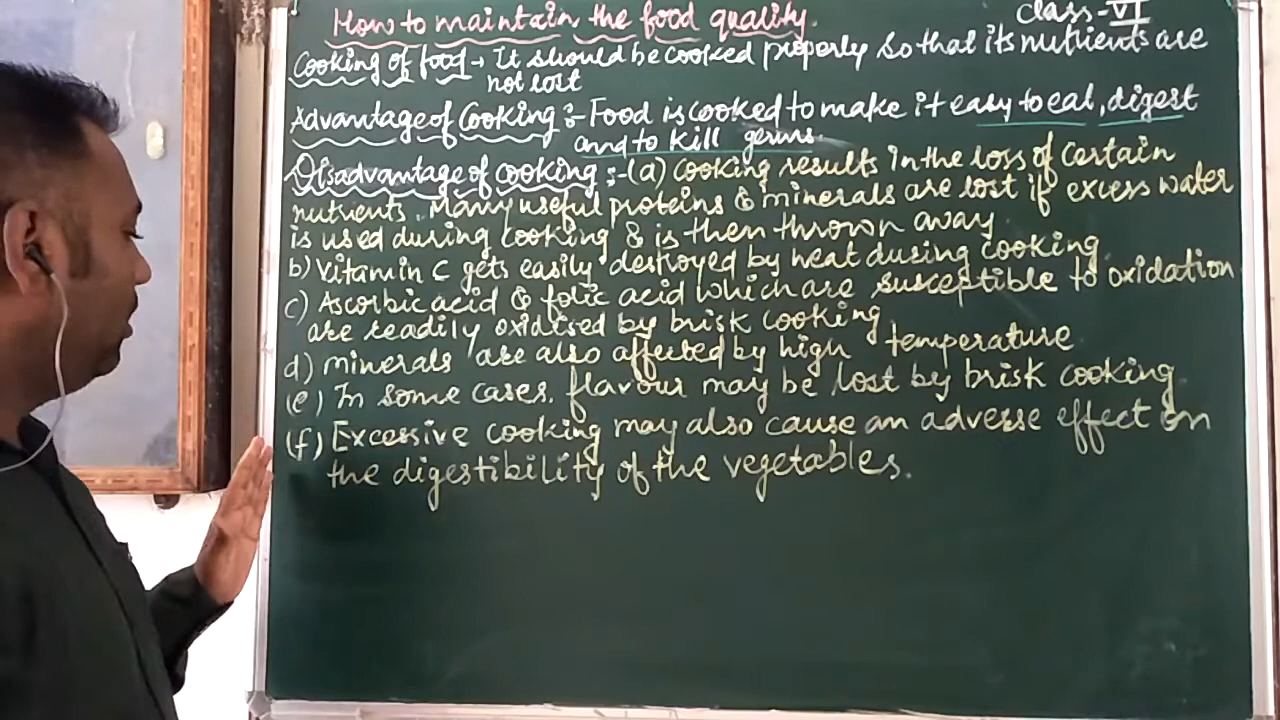 How to maintain the food quality.
Class-VI
Cooking of food → It should be cooked properly so that its nutrients are
not lost
Advantage of Cooking :- Food is cooked to make it easy to eat, digest
and to kill germs.
Disadvantage of cooking :- (a) Cooking results in the loss of certain
nutrients. Many useful proteins & minerals are lost if excess water
is used during cooking & is then thrown away.
b) Vitamin C gets easily destroyed by heat during cooking.
c) Ascorbic acid & folic acid which are susceptible to oxidation
are readily oxidised by brisk cooking
d) minerals are also affected by high temperature.
(e) In some cases, flavour may be lost by brisk cooking.
(f) Excessive cooking may also cause an adverse effect on
the digestibility of the vegetables.